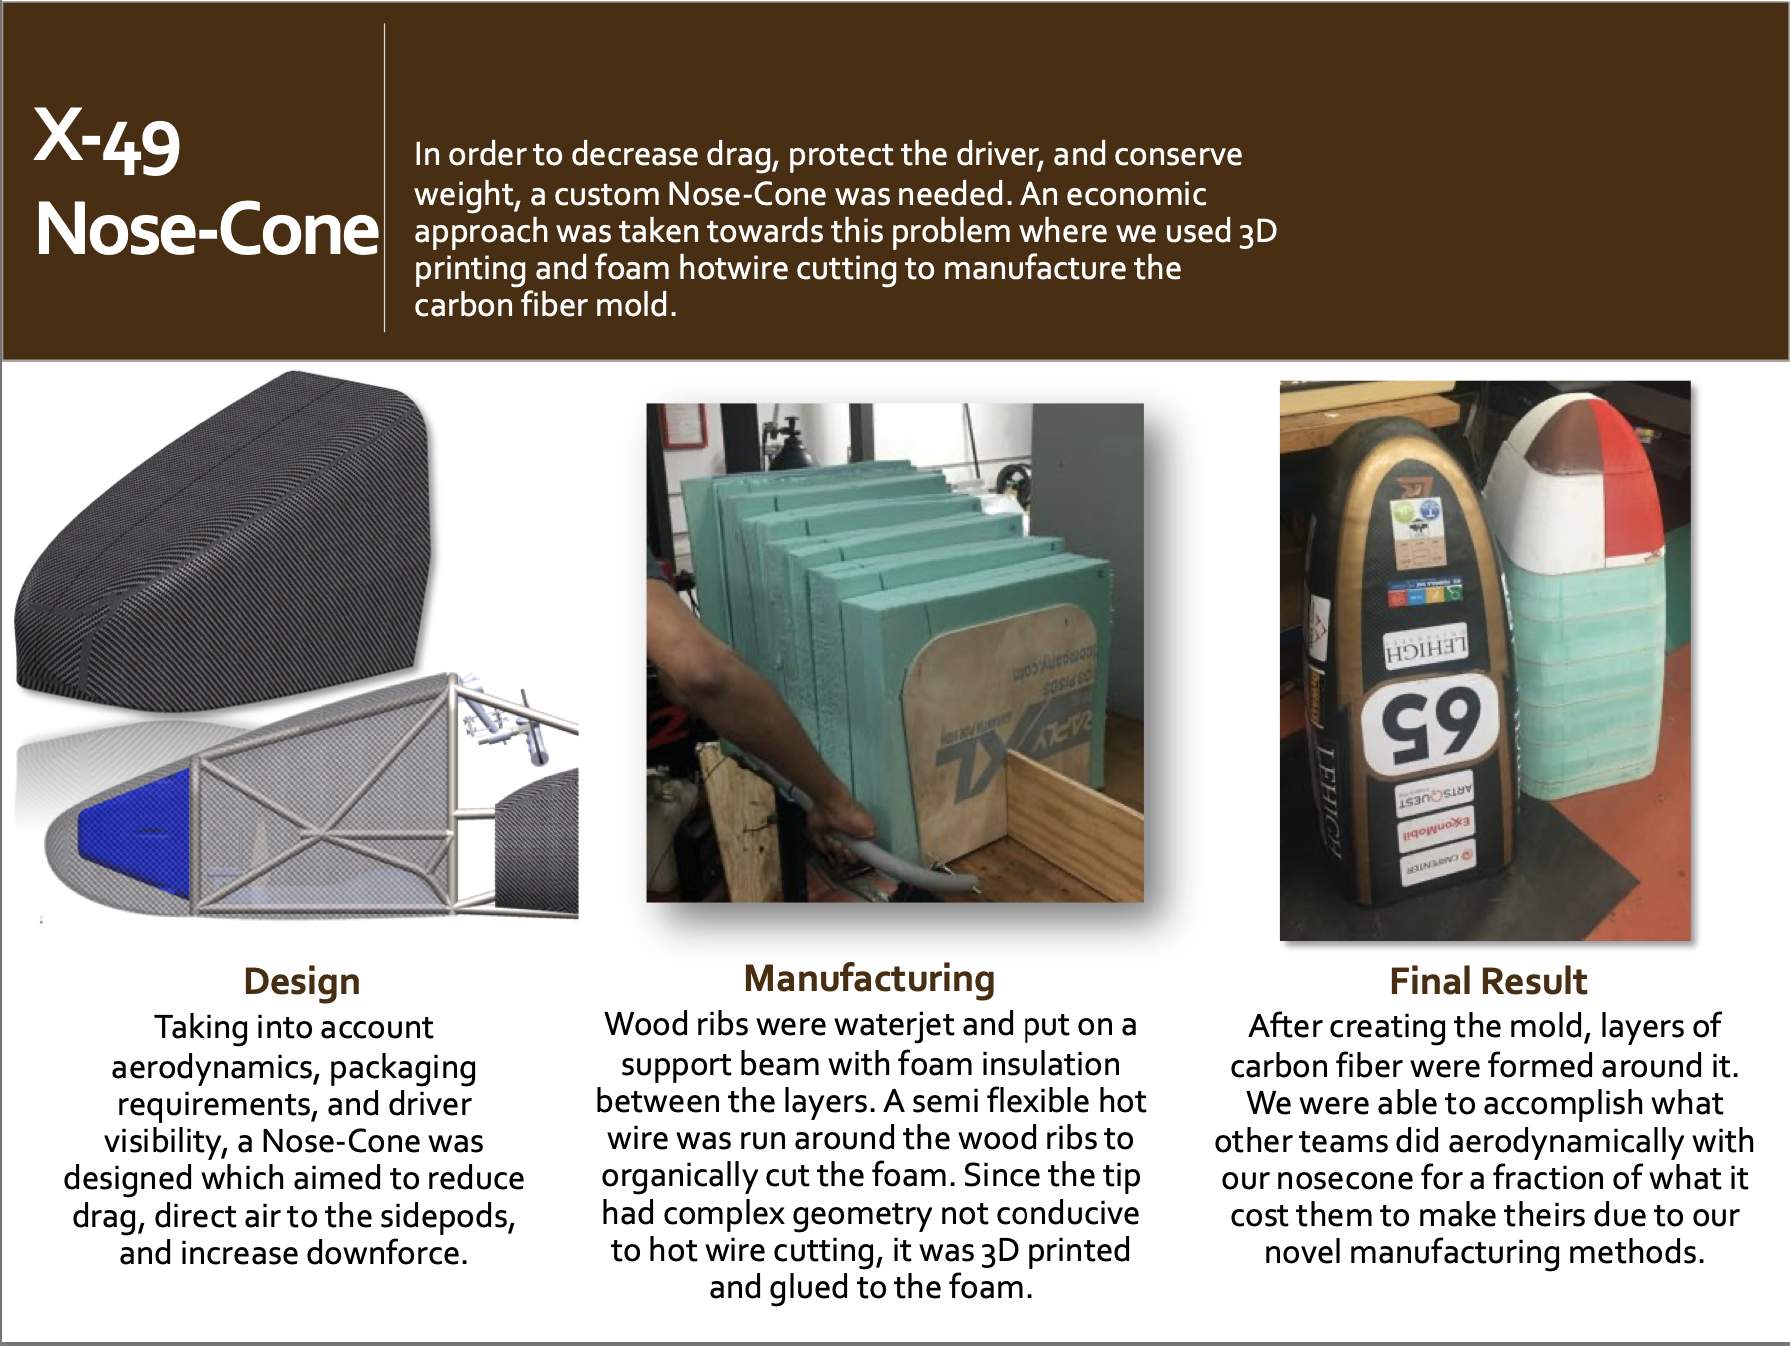 X-49
Nose-Cone
In order to decrease drag, protect the driver, and conserve
weight, a custom Nose-Cone was needed. An economic
approach was taken towards this problem where we used 3D
printing and foam hotwire cutting to manufacture the
carbon fiber mold.
company.com
OS PISOS
LEHIGH
65
LEHIGH
ARTSQUEST
ExxonMobil
CARPENTER
Design
Taking into account
aerodynamics, packaging
requirements, and driver
visibility, a Nose-Cone was
designed which aimed to reduce
drag, direct air to the sidepods,
and increase downforce.
Manufacturing
Wood ribs were waterjet and put on a
support beam with foam insulation
between the layers. A semi flexible hot
wire was run around the wood ribs to
organically cut the foam. Since the tip
had complex geometry not conducive
to hot wire cutting, it was 3D printed
and glued to the foam.
Final Result
After creating the mold, layers of
carbon fiber were formed around it.
We were able to accomplish what
other teams did aerodynamically with
our nosecone for a fraction of what it
cost them to make theirs due to our
novel manufacturing methods.